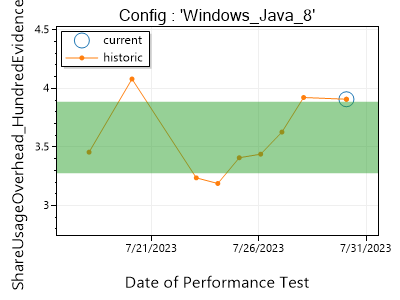 Config : 'Windows_Java_8'
ShareUsageOverhead_HundredEvidence
4.5
4
3.5
3
current
historic
7/21/2023
7/26/2023
7/31/2023
Date of Performance Test